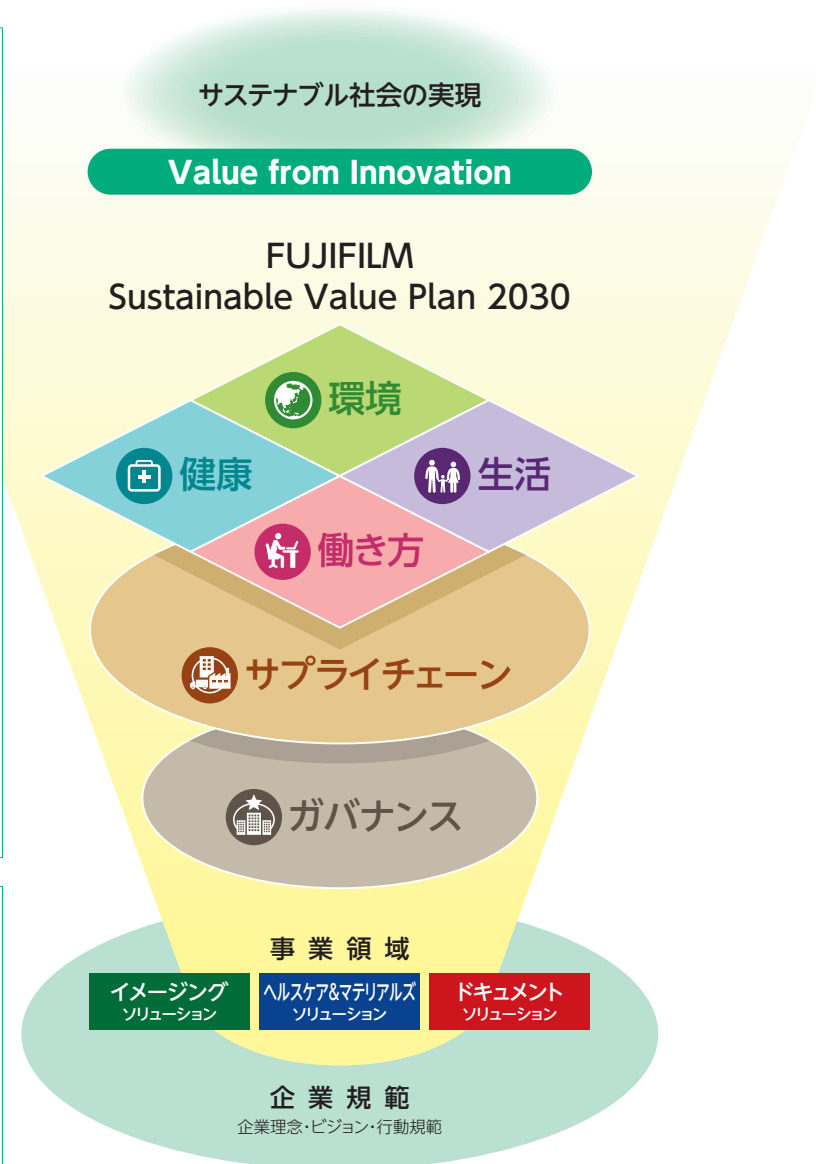 サステナブル社会の実現
Value from Innovation
FUJIFILM
Sustainable Value Plan 2030
環境
健康
生活
働き方
サプライチェーン
ガバナンス
事業領域
イメージング
ソリューション
ヘルスケア&マテリアルズ
ソリューション
ドキュメント
ソリューション
企業規範
企業理念・ビジョン・行動規範